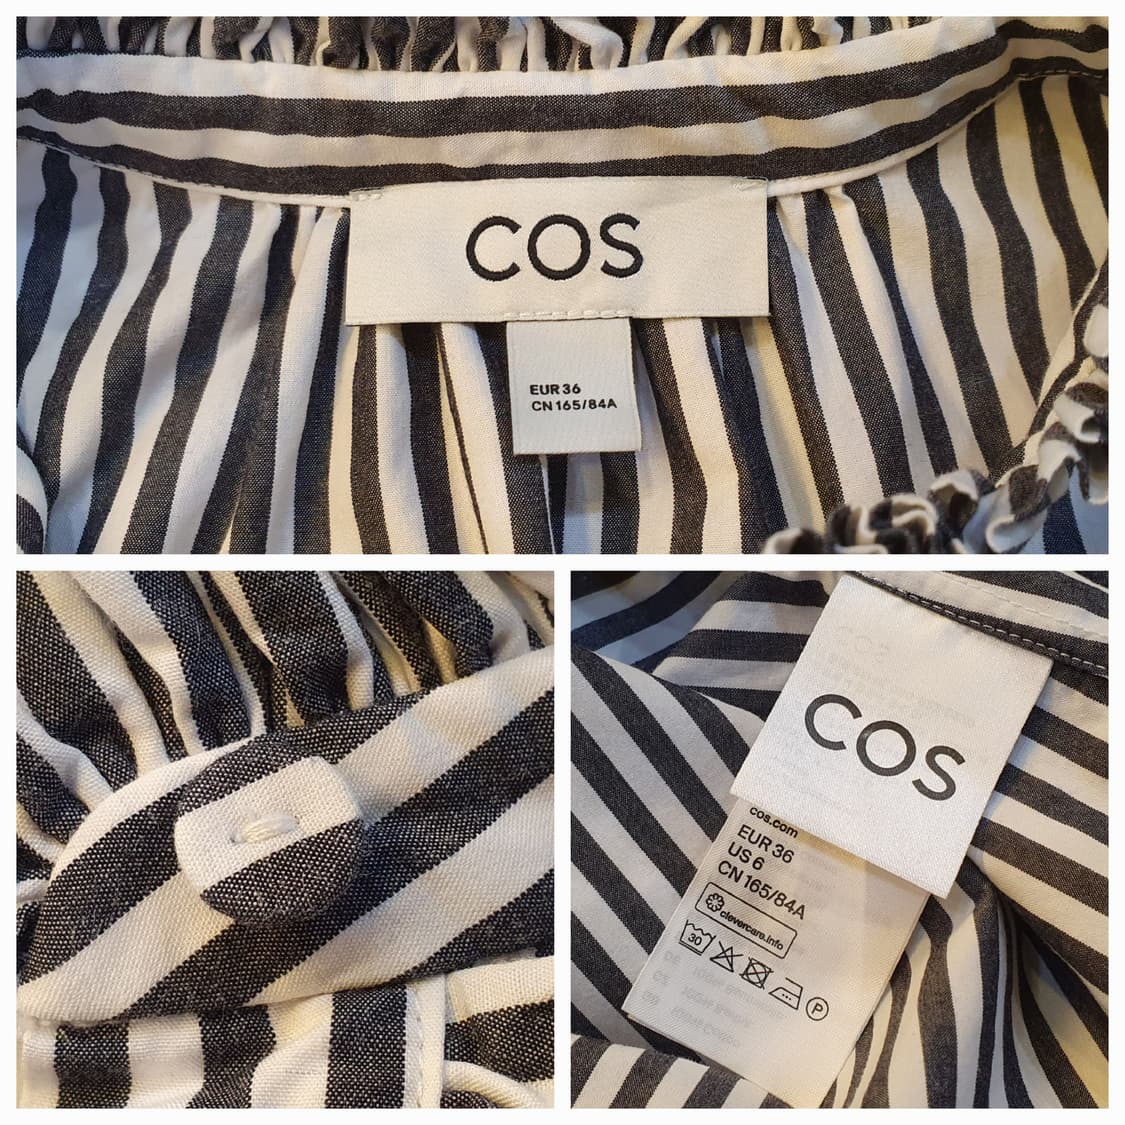 COS
EUR 36
CN 165/84A
COS
cos.com
EUR 36
US 6
CN 165/84A
clevercare.info
30
P